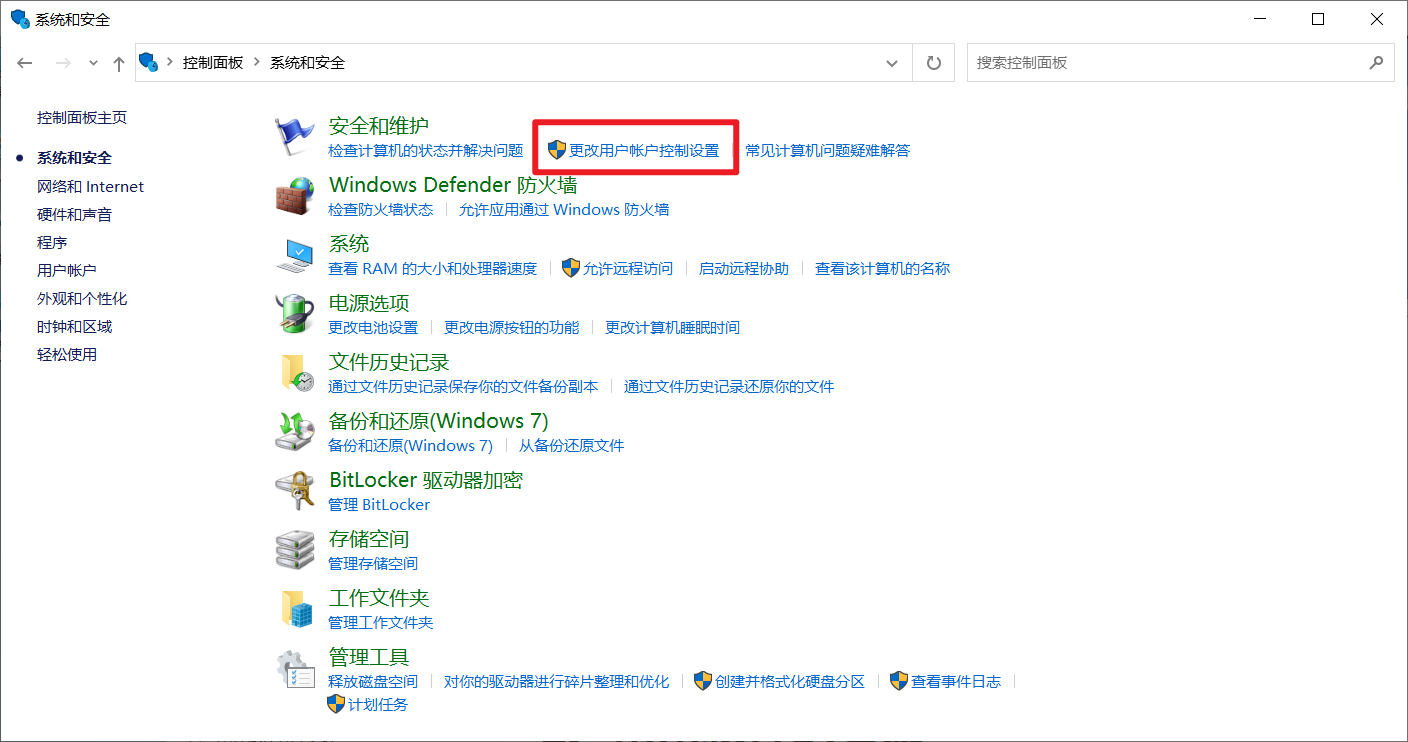 系统和安全
控制面板 系统和安全
搜索控制面板
控制面板主页
系统和安全
网络和 Internet
硬件和声音
程序
用户帐户
外观和个性化
时钟和区域
轻松使用
安全和维护
检查计算机的状态并解决问题 更改用户帐户控制设置 常见计算机问题疑难解答
Windows Defender 防火墙
检查防火墙状态 允许应用通过 Windows 防火墙
系统
查看 RAM 的大小和处理器速度 允许远程访问 启动远程协助 查看该计算机的名称
电源选项
更改电池设置 更改电源按钮的功能 更改计算机睡眠时间
文件历史记录
通过文件历史记录保存你的文件备份副本 通过文件历史记录还原你的文件
备份和还原(Windows 7)
备份和还原(Windows 7) 从备份还原文件
BitLocker 驱动器加密
管理 BitLocker
存储空间
管理存储空间
工作文件夹
管理工作文件夹
管理工具
释放磁盘空间 对你的驱动器进行碎片整理和优化 创建并格式化硬盘分区 查看事件日志
计划任务